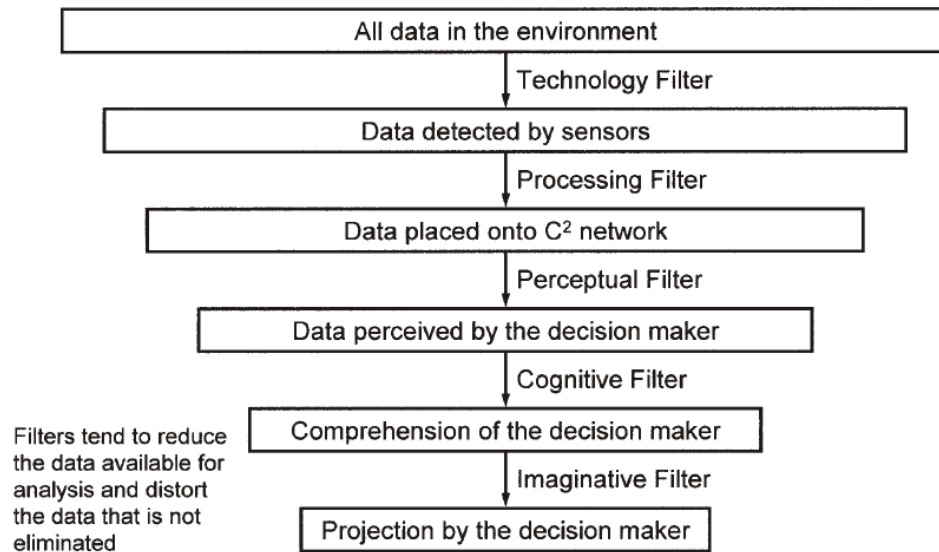 All data in the environment
Technology Filter
Data detected by sensors
Processing Filter
Data placed onto C² network
Perceptual Filter
Data perceived by the decision maker
Cognitive Filter
Comprehension of the decision maker
Imaginative Filter
Projection by the decision maker
Filters tend to reduce
the data available for
analysis and distort
the data that is not
eliminated